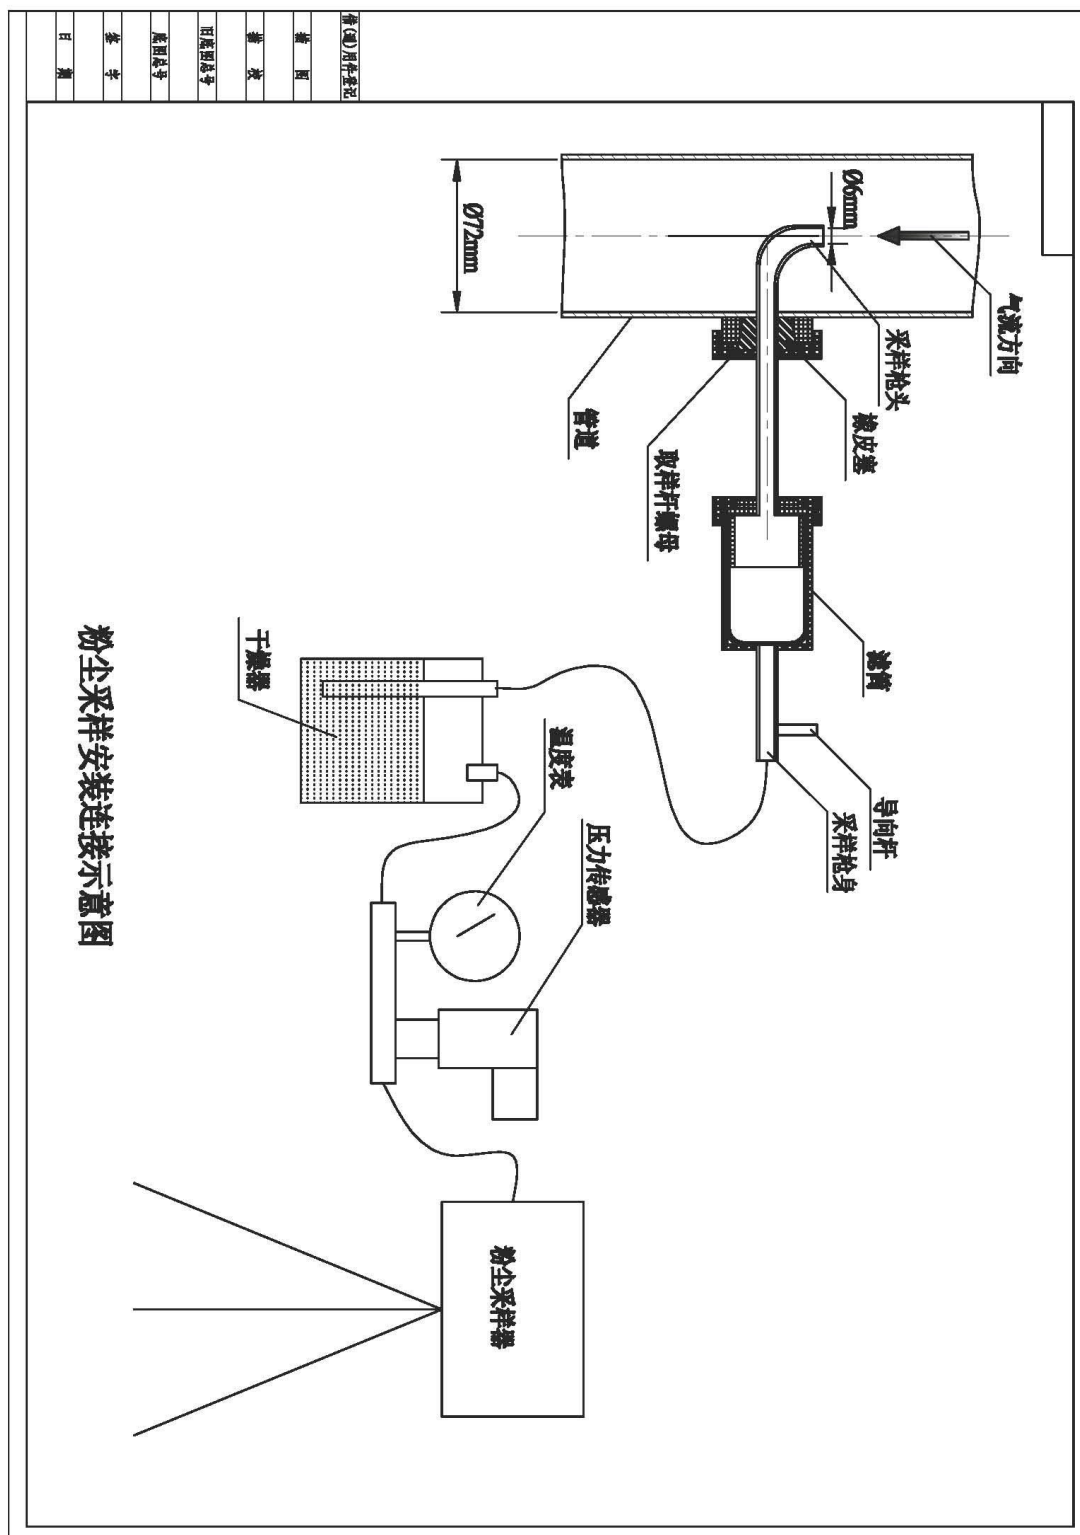 借(通)用件登记
描 图
描 校
旧底图总号
底图总号
签 字
日 期
Ø72mm
Ø6mm
气流方向
采样枪头
橡皮塞
管道
取样杆螺母
滤筒
导向杆
采样枪身
干燥器
温度表
压力传感器
粉尘采样器
粉尘采样安装连接示意图